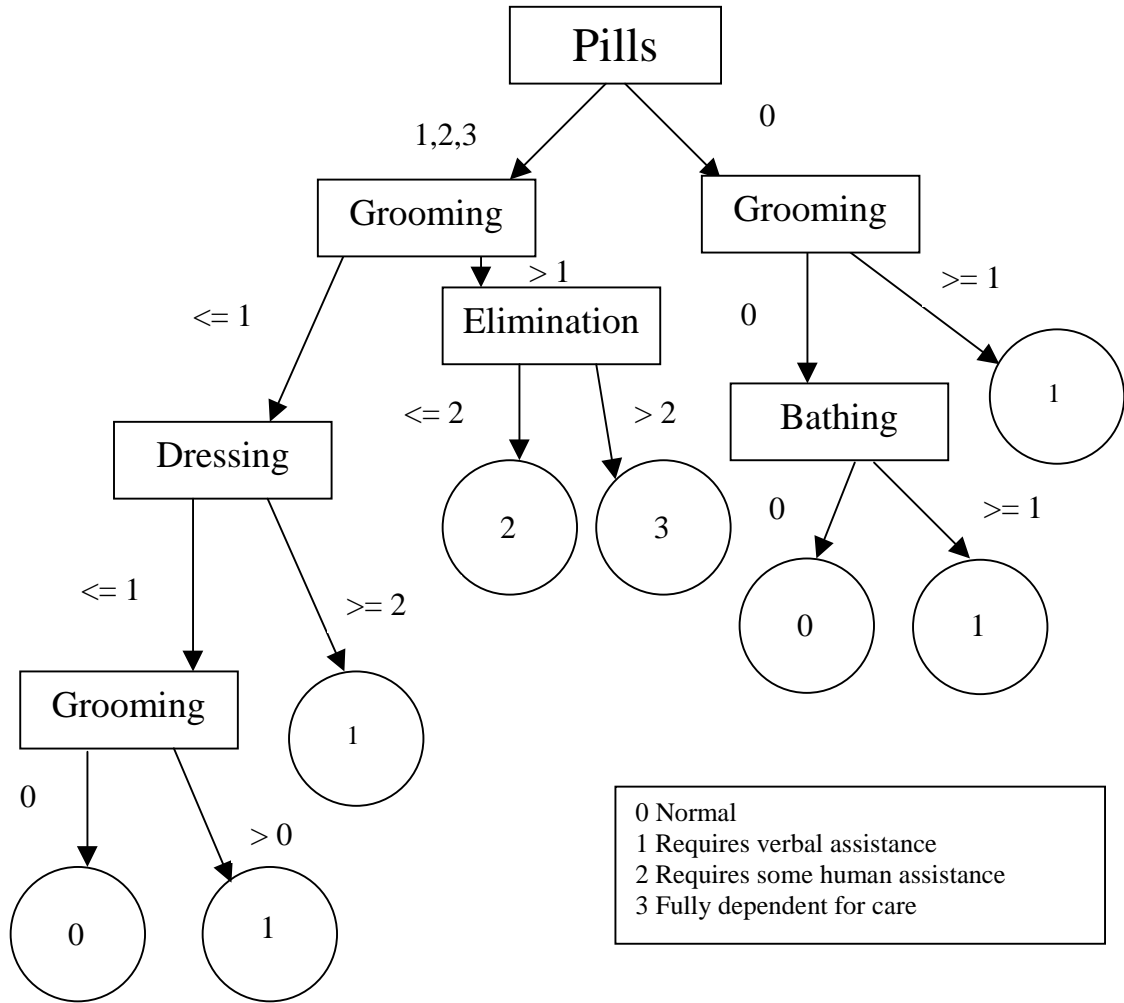 Pills
1,2,3
0
Grooming
Grooming
<= 1
> 1
0
>= 1
Elimination
<= 2
> 2
Bathing
1
Dressing
2
3
0
>= 1
<= 1
>= 2
0
1
Grooming
1
0
> 0
0
1
0 Normal
1 Requires verbal assistance
2 Requires some human assistance
3 Fully dependent for care